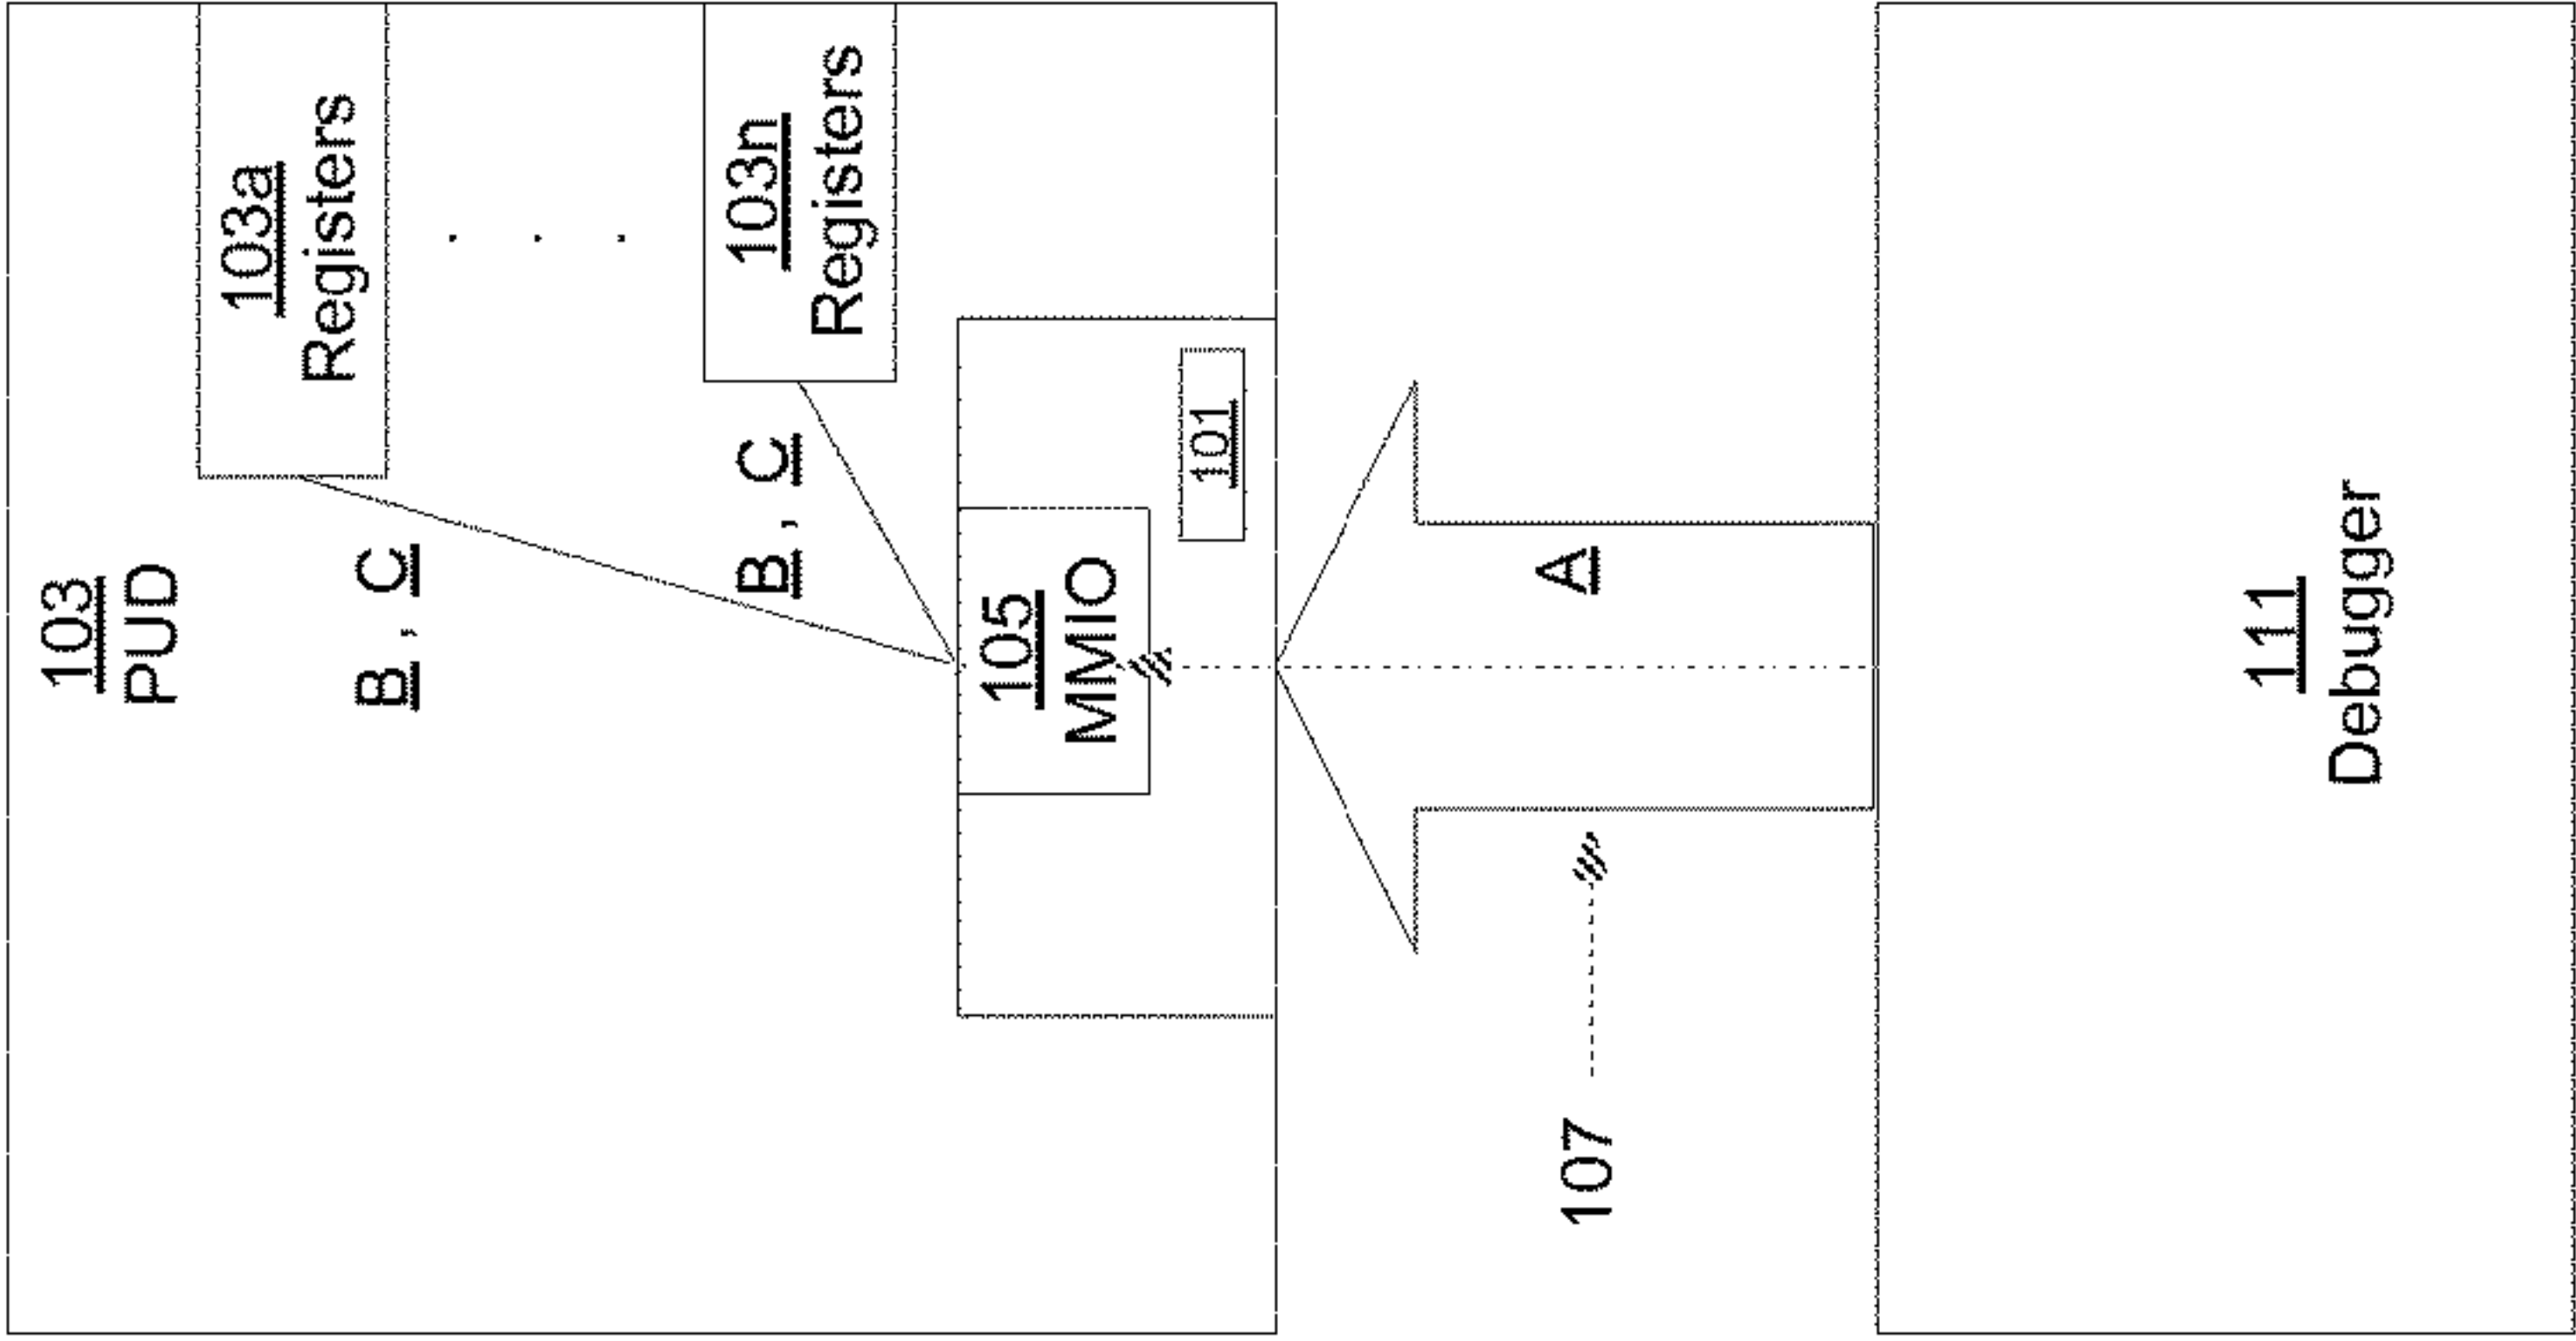 103
PUD
103a
Registers
B , C
. . .
103n
Registers
B , C
105
MMIO
101
A
107
111
Debugger